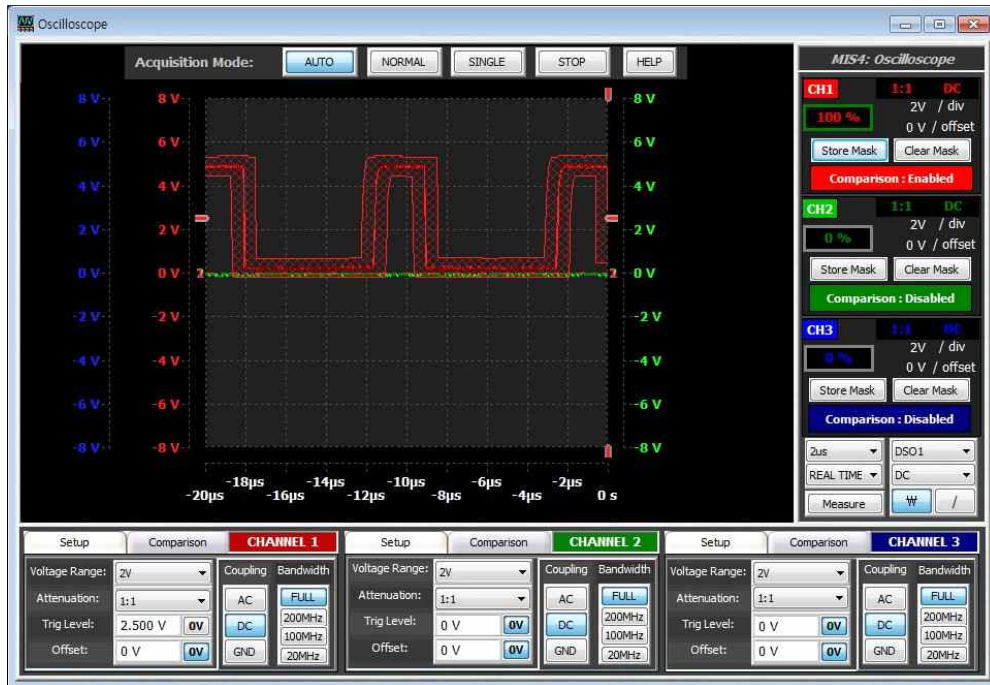 Oscilloscope
Acquisition Mode: AUTO NORMAL SINGLE STOP HELP
8 V 8 V 8 V
6 V 6 V 6 V
4 V 4 V 4 V
2 V 2 V 2 V
0 V 0 V 2 2 0 V
-2 V -2 V -2 V
-4 V -4 V -4 V
-6 V -6 V -6 V
-8 V -8 V -8 V
-18µs -14µs -10µs -6µs -2µs
-20µs -16µs -12µs -8µs -4µs 0 s
MIS4: Oscilloscope
CH1 1:1 DC
2V / div
100 %
0 V / offset
Store Mask Clear Mask
Comparison : Enabled
CH2 1:1 DC
2V / div
0 %
0 V / offset
Store Mask Clear Mask
Comparison : Disabled
CH3 1:1 DC
2V / div
0 %
0 V / offset
Store Mask Clear Mask
Comparison : Disabled
2us DSO1
REAL TIME DC
Measure W /
Setup Comparison CHANNEL 1
Voltage Range: 2V Coupling Bandwidth
Attenuation: 1:1 AC FULL
Trig Level: 2.500 V 0V DC 200MHz
100MHz
Offset: 0 V 0V GND 20MHz
Setup Comparison CHANNEL 2
Voltage Range: 2V Coupling Bandwidth
Attenuation: 1:1 AC FULL
Trig Level: 0 V 0V DC 200MHz
100MHz
Offset: 0 V 0V GND 20MHz
Setup Comparison CHANNEL 3
Voltage Range: 2V Coupling Bandwidth
Attenuation: 1:1 AC FULL
Trig Level: 0 V 0V DC 200MHz
100MHz
Offset: 0 V 0V GND 20MHz